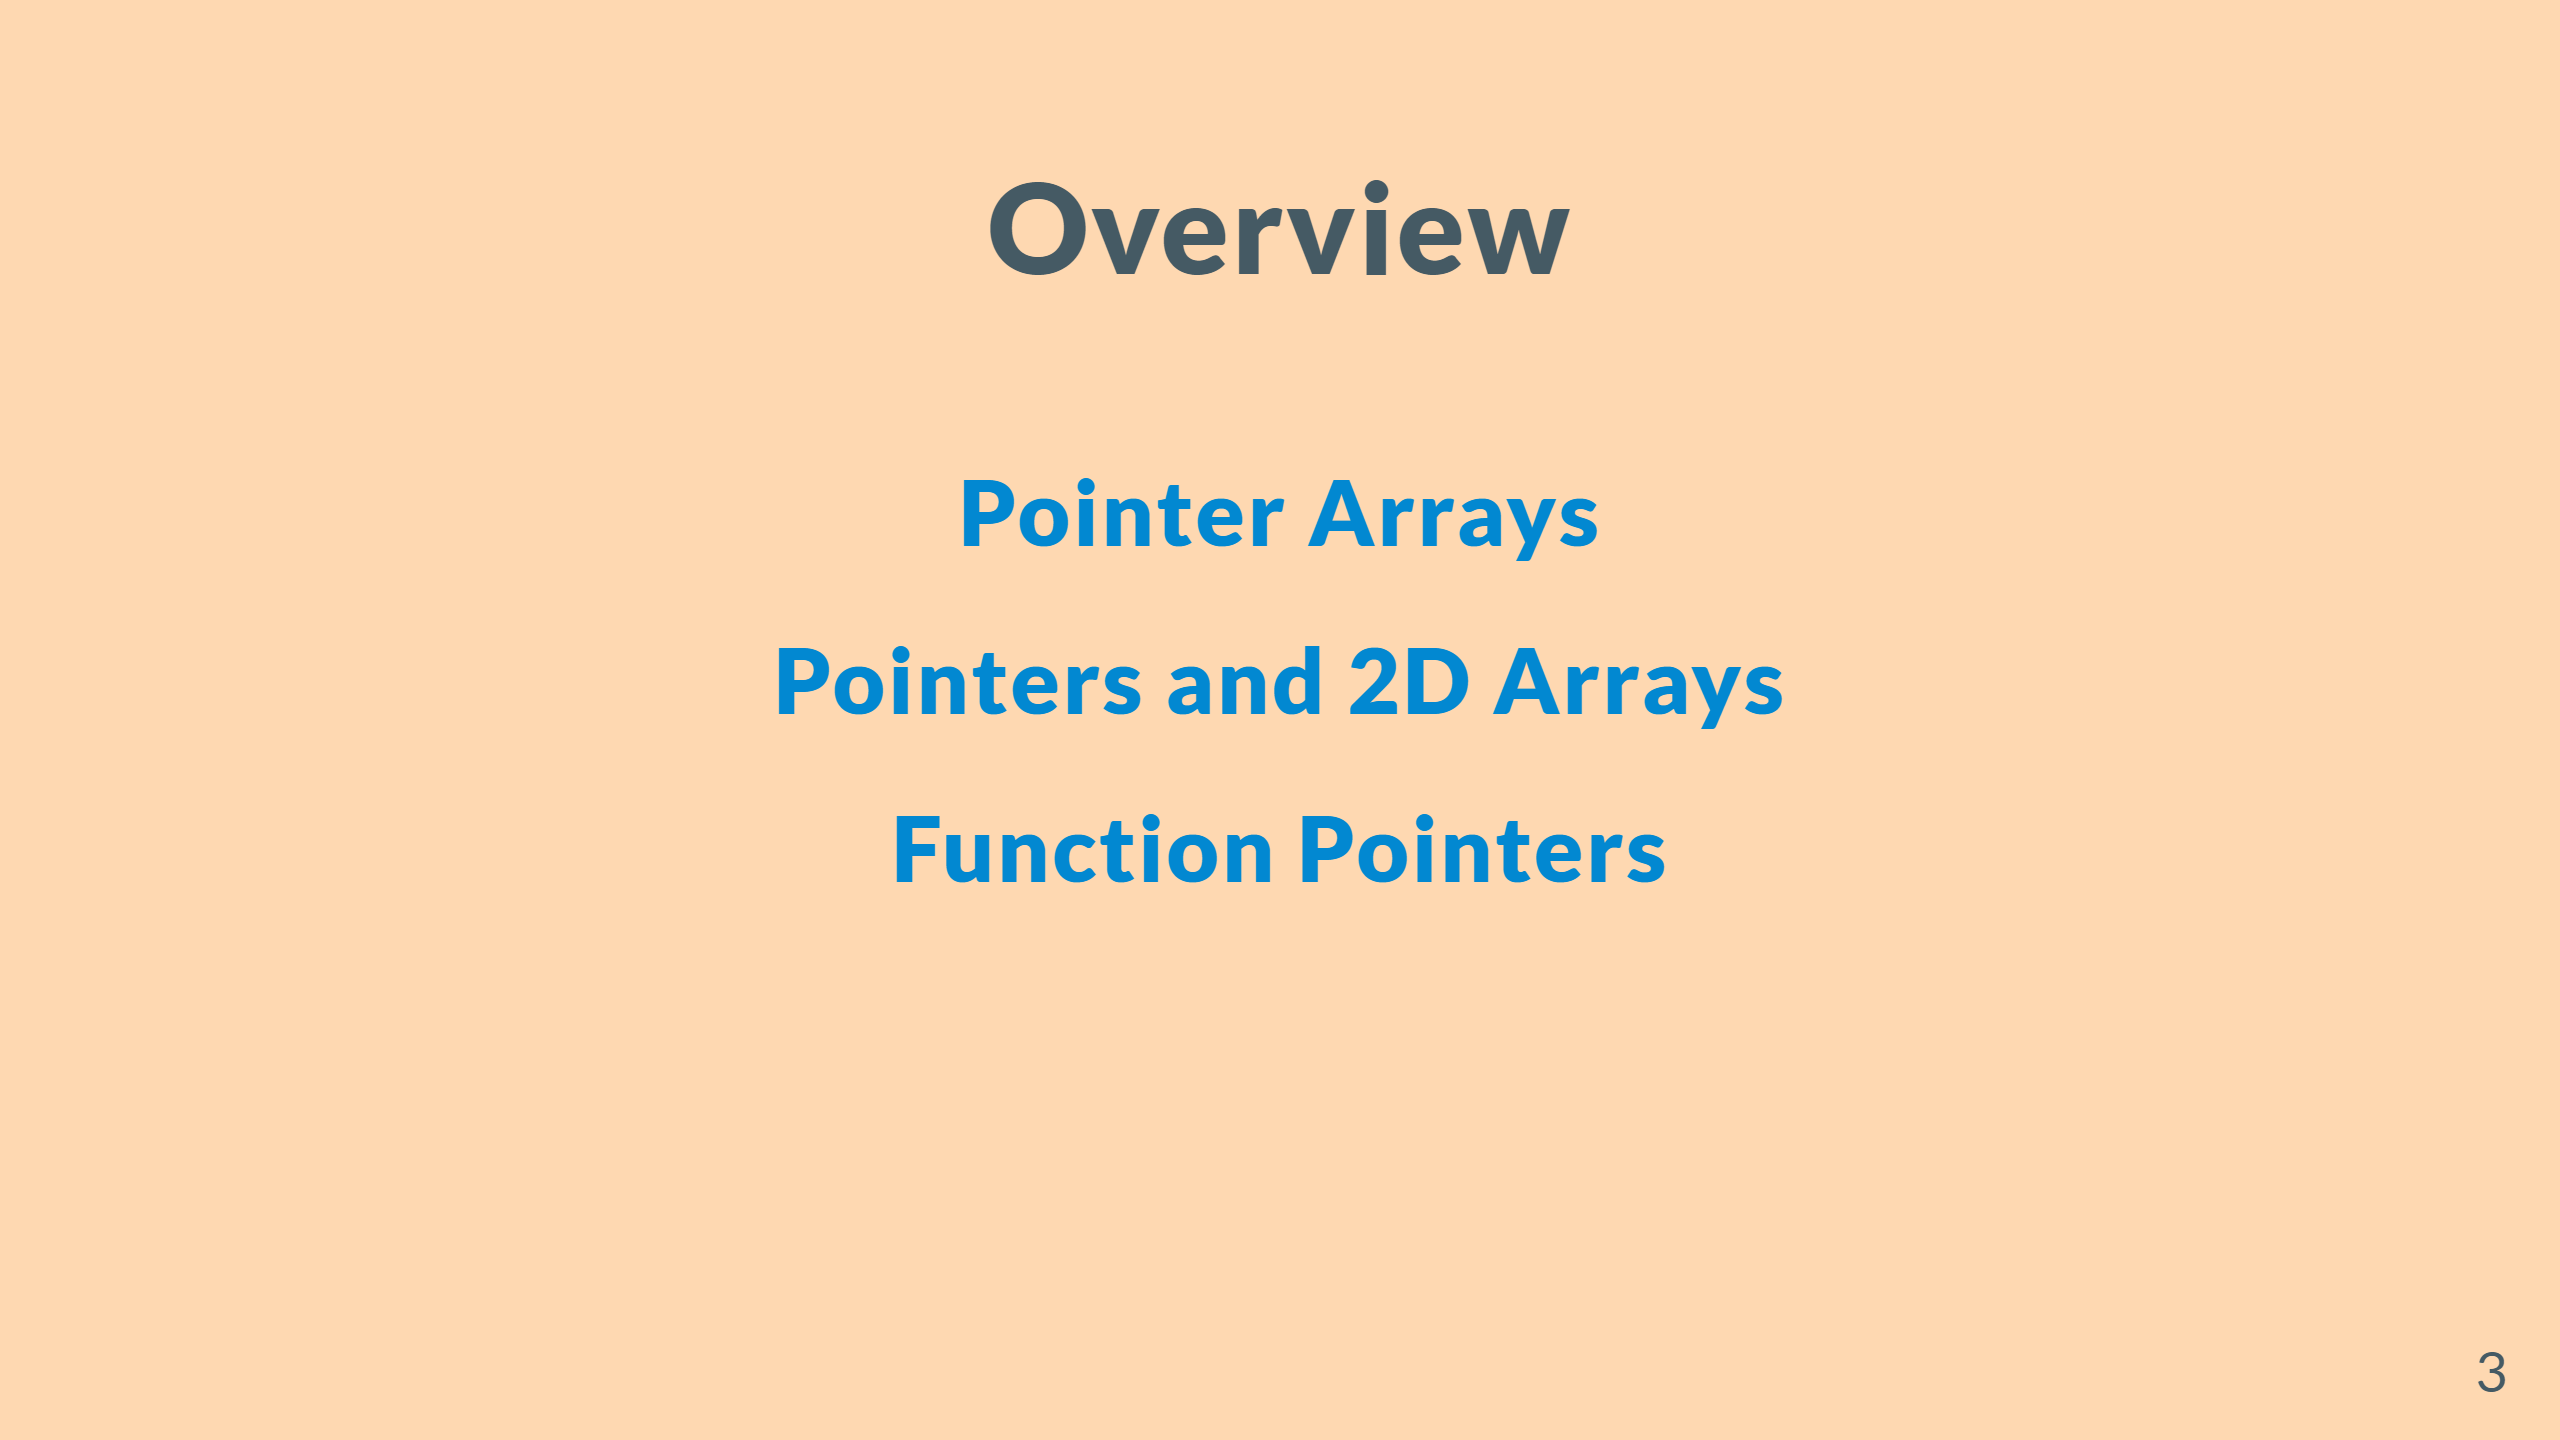 Overview
Pointer Arrays
Pointers and 2D Arrays
Function Pointers
3